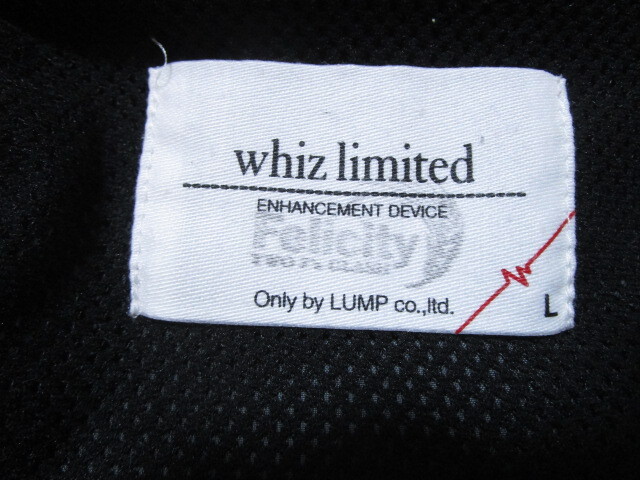 whiz limited
ENHANCEMENT DEVICE
Felicity
Only by LUMP co.,ltd.
L